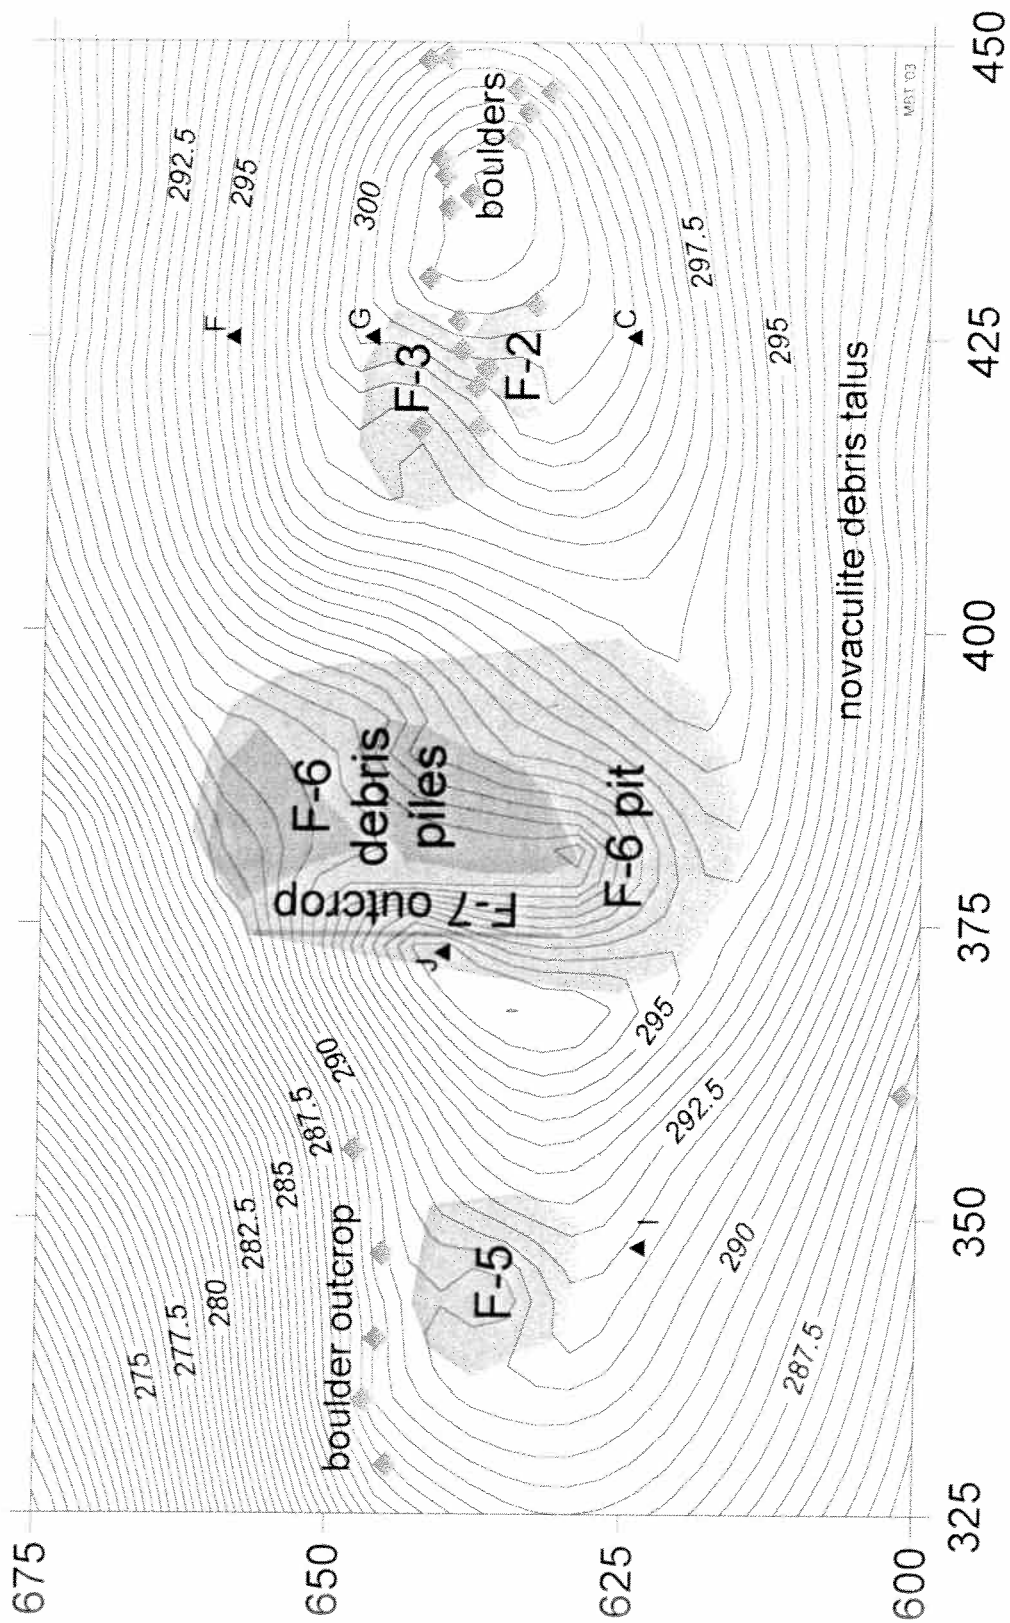 675
650
625
600
325
350
375
400
425
450
275
277.5
280
282.5
285
287.5
290
boulder outcrop
F-5
I
290
287.5
292.5
295
J
F-7 outcrop
F-6
debris
piles
F-6 pit
novaculite debris talus
F-3
F-2
F
G
C
292.5
295
300
boulders
297.5
295
MBT '03